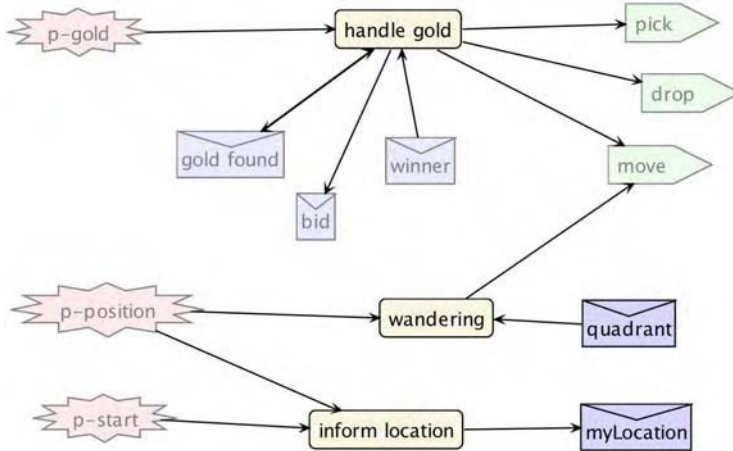 p-gold
handle gold
pick
drop
gold found
winner
move
bid
p-position
wandering
quadrant
p-start
inform location
myLocation